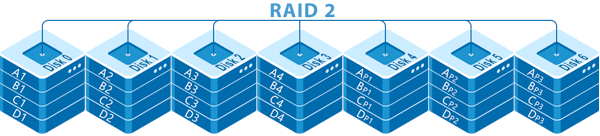 RAID 2
Disk 0
A1
B1
C1
D1
Disk 1
A2
B2
C2
D2
Disk 2
A3
B3
C3
D3
Disk 3
A4
B4
C4
D4
Disk 4
AP1
BP1
CP1
DP1
Disk 5
AP2
BP2
CP2
DP2
Disk 6
AP3
BP3
CP3
DP3